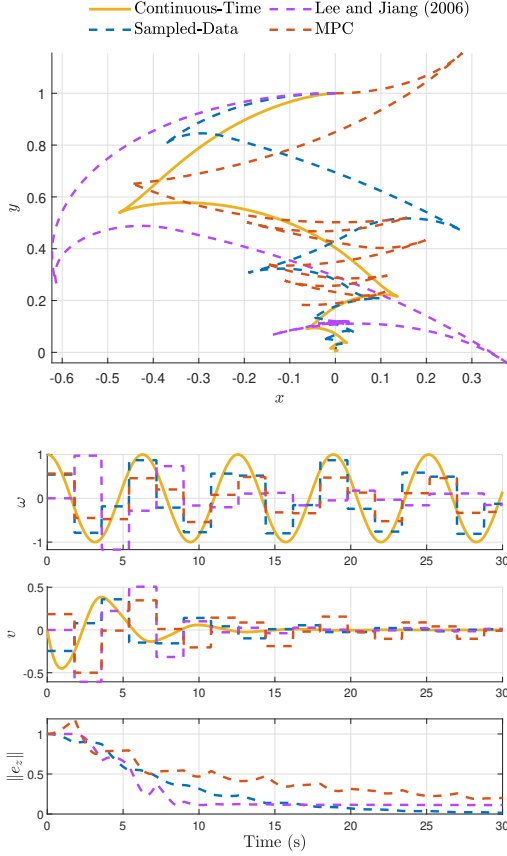 Continuous-Time Lee and Jiang (2006)
Sampled-Data MPC
1
0.8
0.6
0.4
0.2
0
y
-0.6 -0.5 -0.4 -0.3 -0.2 -0.1 0 0.1 0.2 0.3
x
1
0
-1
ω
0 5 10 15 20 25 30
0.5
0
-0.5
v
0 5 10 15 20 25 30
1
0.5
0
‖e_z‖
0 5 10 15 20 25 30
Time (s)